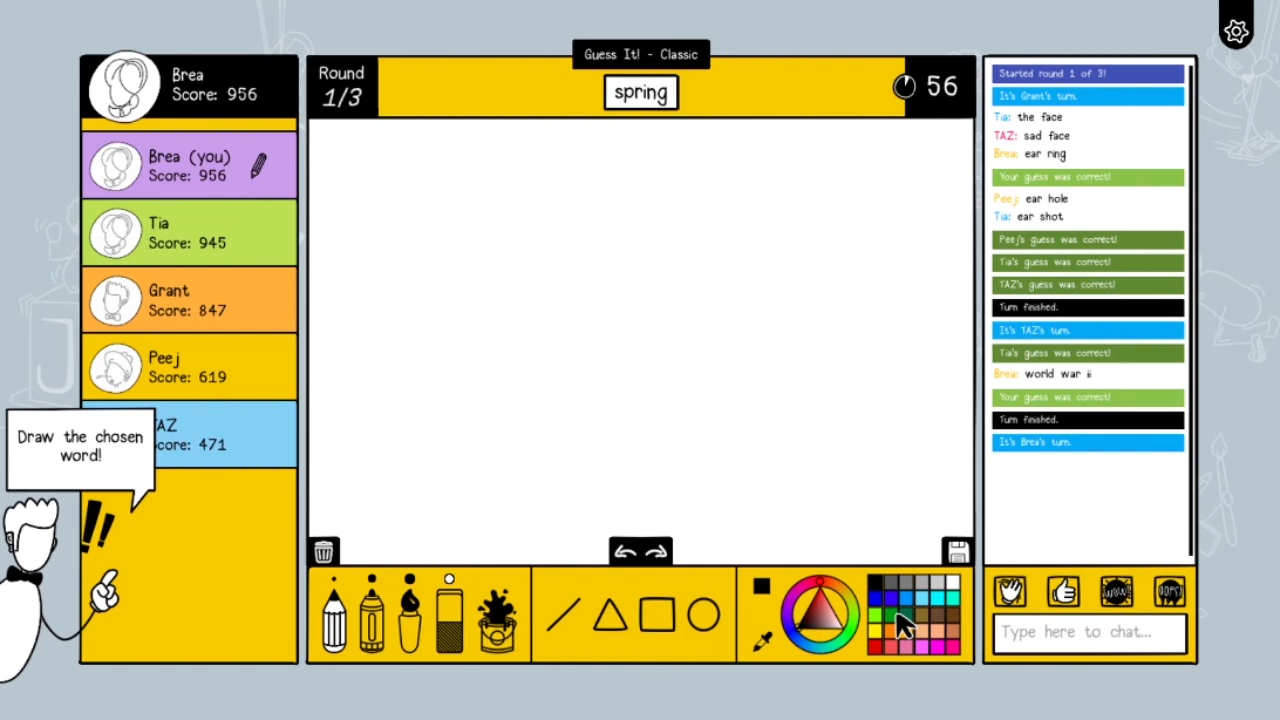 Guess It! - Classic
Brea
Score: 956
Round
1/3
spring
56
Brea (you)
Score: 956
Tia
Score: 945
Grant
Score: 847
Peej
Score: 619
TAZ
Score: 471
Draw the chosen
word!
!!
Started round 1 of 3!
It's Grant's turn.
Tia: the face
TAZ: sad face
Brea: ear ring
Your guess was correct!
Peej: ear hole
Tia: ear shot
Peej's guess was correct!
Tia's guess was correct!
TAZ's guess was correct!
Turn finished.
It's TAZ's turn.
Tia's guess was correct!
Brea: world war ii
Your guess was correct!
Turn finished.
It's Brea's turn.
WOW!
OOPS!
Type here to chat...